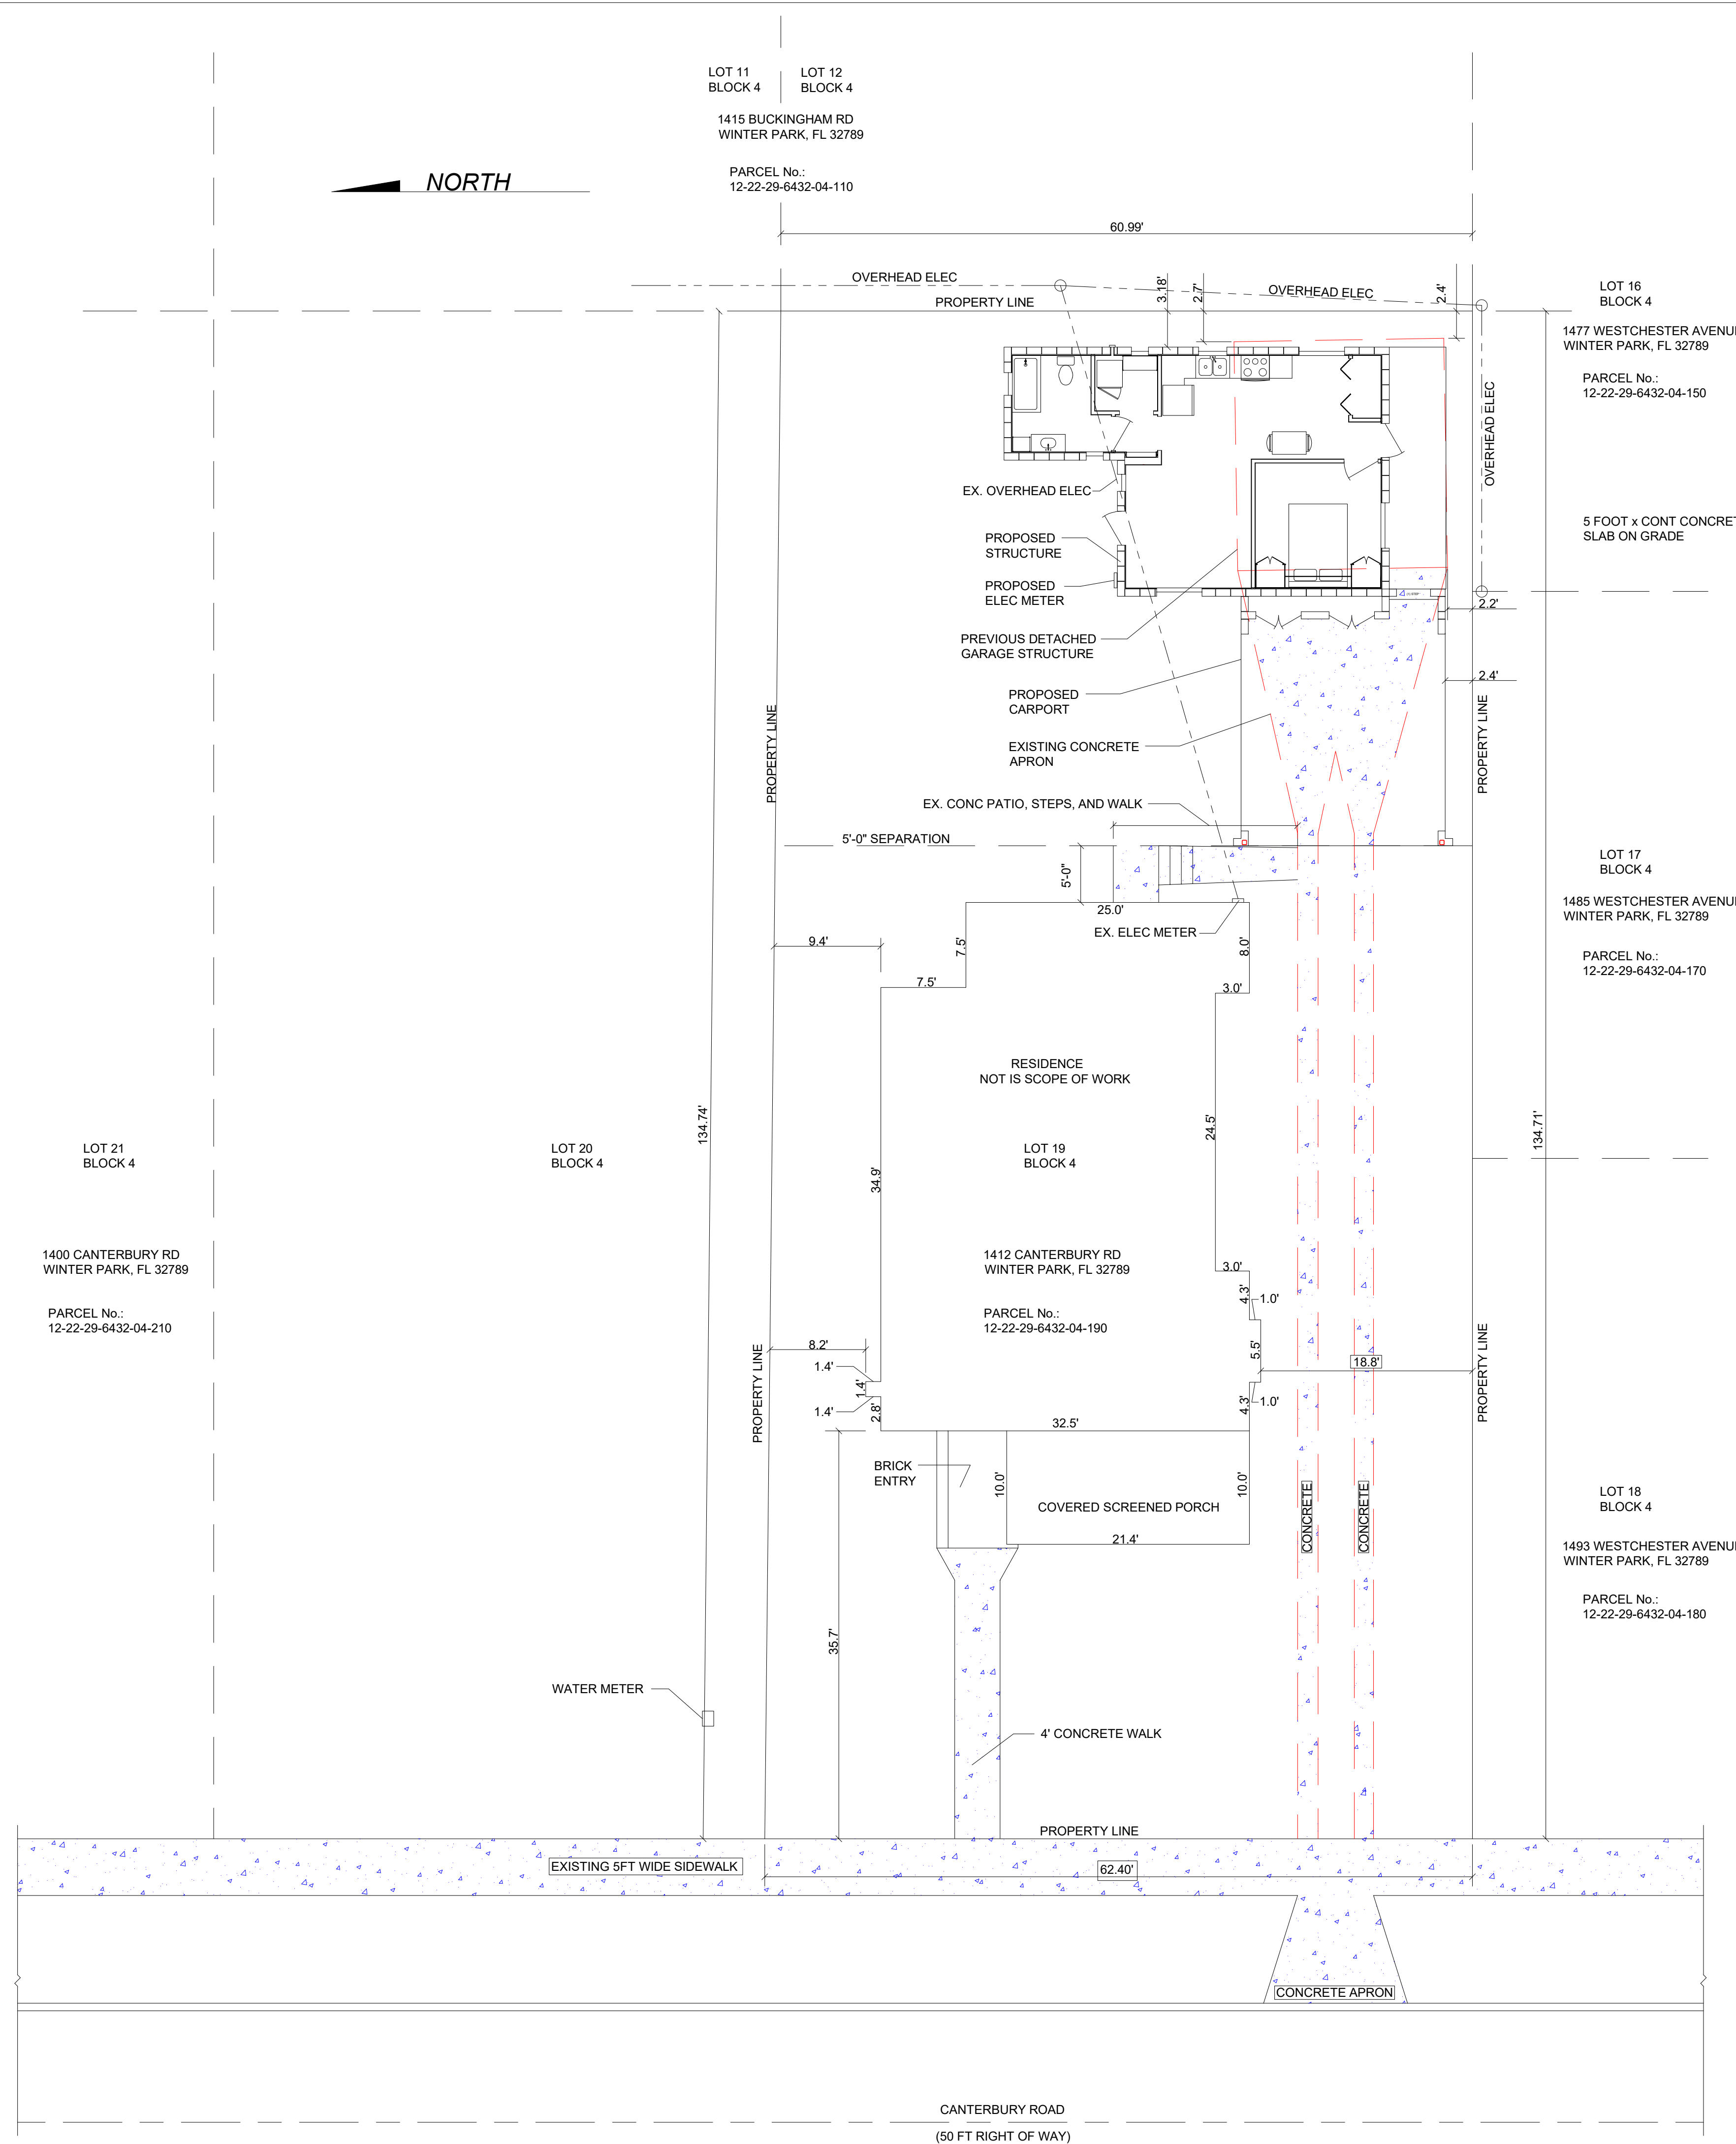 LOT 11
BLOCK 4
LOT 12
BLOCK 4
1415 BUCKINGHAM RD
WINTER PARK, FL 32789
PARCEL No.:
12-22-29-6432-04-110
NORTH
60.99'
OVERHEAD ELEC
OVERHEAD ELEC
PROPERTY LINE
3.18'
2.7'
2.4'
LOT 16
BLOCK 4
1477 WESTCHESTER AVENU
WINTER PARK, FL 32789
PARCEL No.:
12-22-29-6432-04-150
OVERHEAD ELEC
EX. OVERHEAD ELEC
5 FOOT x CONT CONCRET
SLAB ON GRADE
PROPOSED
STRUCTURE
PROPOSED
ELEC METER
2.2'
PREVIOUS DETACHED
GARAGE STRUCTURE
2.4'
PROPOSED
CARPORT
PROPERTY LINE
PROPERTY LINE
EXISTING CONCRETE
APRON
EX. CONC PATIO, STEPS, AND WALK
5'-0" SEPARATION
5'-0"
LOT 17
BLOCK 4
1485 WESTCHESTER AVENU
WINTER PARK, FL 32789
PARCEL No.:
12-22-29-6432-04-170
25.0'
EX. ELEC METER
9.4'
7.5'
8.0'
7.5'
3.0'
RESIDENCE
NOT IS SCOPE OF WORK
134.74'
24.5'
134.71'
LOT 21
BLOCK 4
LOT 20
BLOCK 4
LOT 19
BLOCK 4
34.9'
1400 CANTERBURY RD
WINTER PARK, FL 32789
1412 CANTERBURY RD
WINTER PARK, FL 32789
3.0'
4.3'
1.0'
PARCEL No.:
12-22-29-6432-04-210
PARCEL No.:
12-22-29-6432-04-190
8.2'
5.5'
18.8'
PROPERTY LINE
PROPERTY LINE
1.4'
1.4'
1.4'
2.8'
4.3'
1.0'
32.5'
BRICK
ENTRY
10.0'
10.0'
COVERED SCREENED PORCH
21.4'
CONCRETE
CONCRETE
LOT 18
BLOCK 4
1493 WESTCHESTER AVENU
WINTER PARK, FL 32789
PARCEL No.:
12-22-29-6432-04-180
35.7'
WATER METER
4' CONCRETE WALK
PROPERTY LINE
EXISTING 5FT WIDE SIDEWALK
62.40'
CONCRETE APRON
CANTERBURY ROAD
(50 FT RIGHT OF WAY)